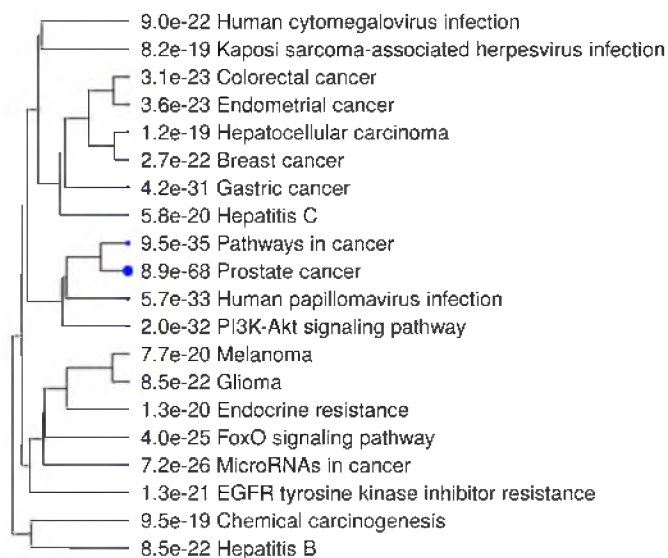 9.0e-22 Human cytomegalovirus infection
8.2e-19 Kaposi sarcoma-associated herpesvirus infection
3.1e-23 Colorectal cancer
3.6e-23 Endometrial cancer
1.2e-19 Hepatocellular carcinoma
2.7e-22 Breast cancer
4.2e-31 Gastric cancer
5.8e-20 Hepatitis C
9.5e-35 Pathways in cancer
8.9e-68 Prostate cancer
5.7e-33 Human papillomavirus infection
2.0e-32 PI3K-Akt signaling pathway
7.7e-20 Melanoma
8.5e-22 Glioma
1.3e-20 Endocrine resistance
4.0e-25 FoxO signaling pathway
7.2e-26 MicroRNAs in cancer
1.3e-21 EGFR tyrosine kinase inhibitor resistance
9.5e-19 Chemical carcinogenesis
8.5e-22 Hepatitis B